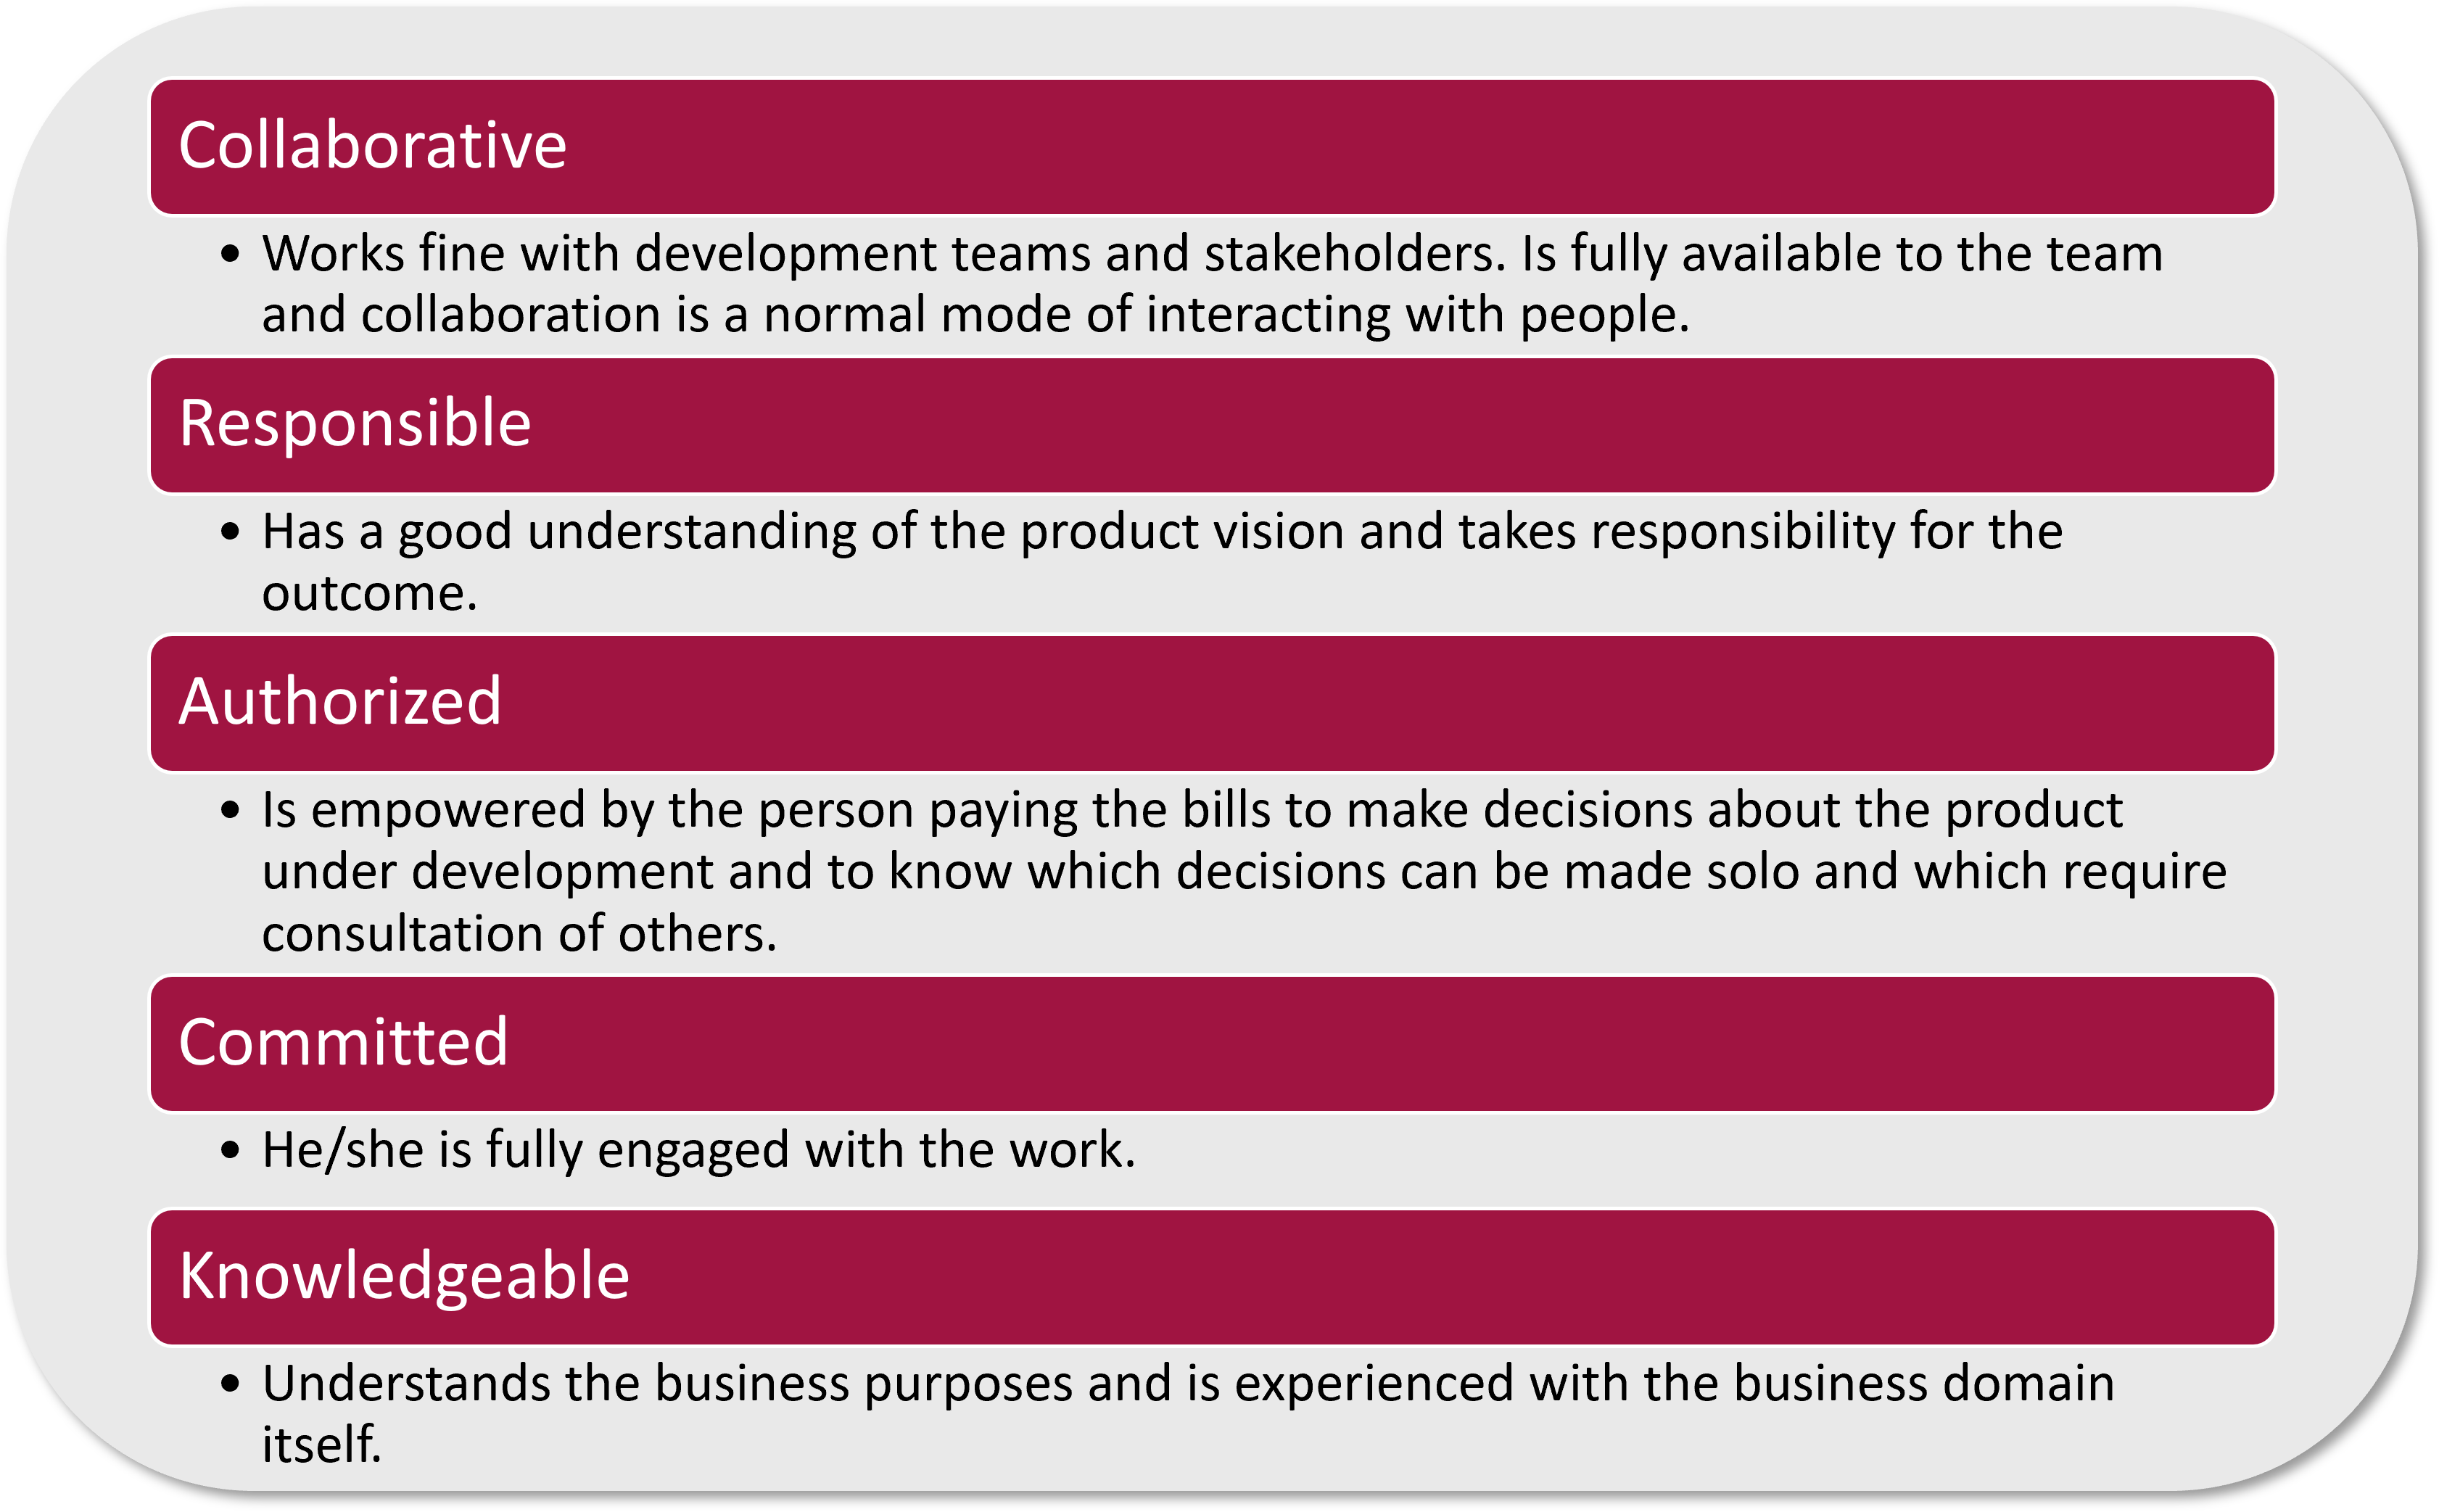 Collaborative
• Works fine with development teams and stakeholders. Is fully available to the team
and collaboration is a normal mode of interacting with people.
Responsible
• Has a good understanding of the product vision and takes responsibility for the
outcome.
Authorized
• Is empowered by the person paying the bills to make decisions about the product
under development and to know which decisions can be made solo and which require
consultation of others.
Committed
• He/she is fully engaged with the work.
Knowledgeable
• Understands the business purposes and is experienced with the business domain
itself.